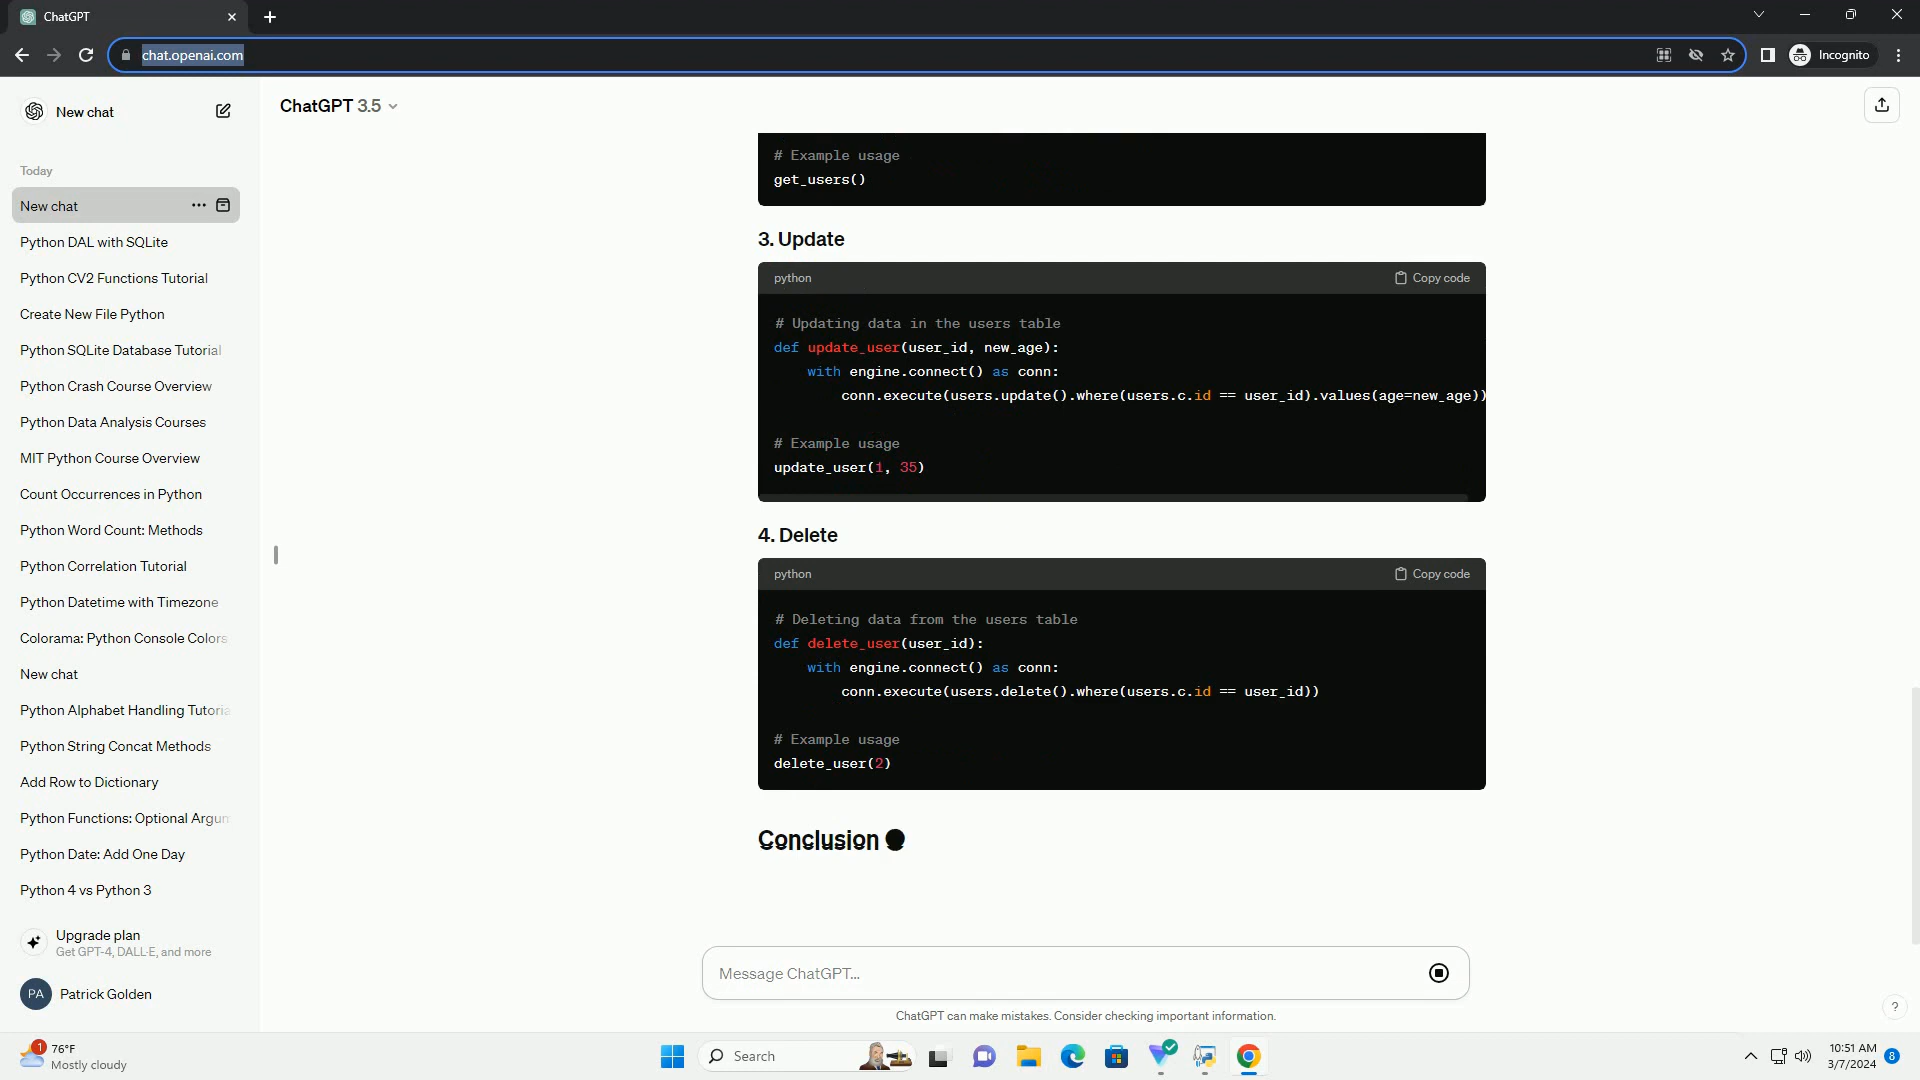 ChatGPT
chat.openai.com
Incognito
New chat
ChatGPT 3.5
Today
New chat
Python DAL with SQLite
Python CV2 Functions Tutorial
Create New File Python
Python SQLite Database Tutorial
Python Crash Course Overview
Python Data Analysis Courses
MIT Python Course Overview
Count Occurrences in Python
Python Word Count: Methods
Python Correlation Tutorial
Python Datetime with Timezone
Colorama: Python Console Colors
New chat
Python Alphabet Handling Tutoria
Python String Concat Methods
Add Row to Dictionary
Python Functions: Optional Argum
Python Date: Add One Day
Python 4 vs Python 3
Upgrade plan
Get GPT-4, DALL·E, and more
PA Patrick Golden
# Example usage
get_users()
3. Update
python Copy code
# Updating data in the users table
def update_user(user_id, new_age):
with engine.connect() as conn:
conn.execute(users.update().where(users.c.id == user_id).values(age=new_age))
# Example usage
update_user(1, 35)
4. Delete
python Copy code
# Deleting data from the users table
def delete_user(user_id):
with engine.connect() as conn:
conn.execute(users.delete().where(users.c.id == user_id))
# Example usage
delete_user(2)
Conclusion
Message ChatGPT...
ChatGPT can make mistakes. Consider checking important information.
?
1
76°F
Mostly cloudy
Search
10:51 AM
3/7/2024
8